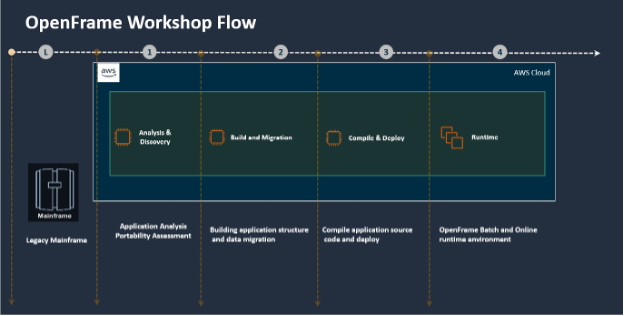 OpenFrame Workshop Flow
L
1
2
3
4
aws
AWS Cloud
Analysis &
Discovery
Build and Migration
Compile & Deploy
Runtime
Mainframe
Legacy Mainframe
Application Analysis
Portability Assessment
Building application structure
and data migration
Compile application source
code and deploy
OpenFrame Batch and Online
runtime environment